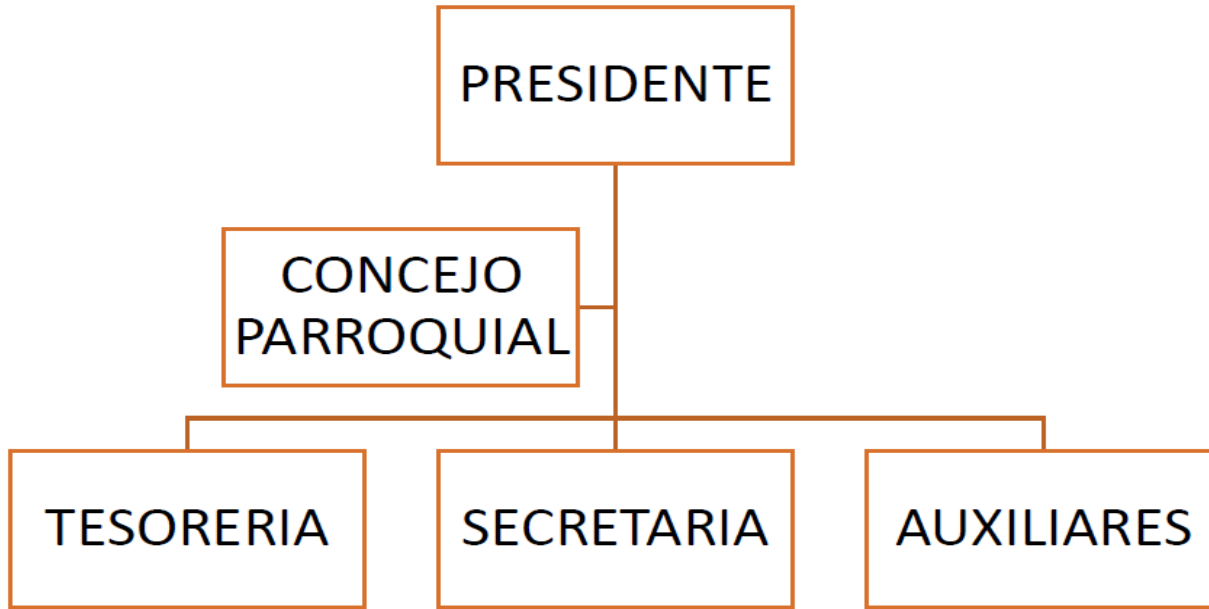 PRESIDENTE
CONCEJO
PARROQUIAL
TESORERIA
SECRETARIA
AUXILIARES